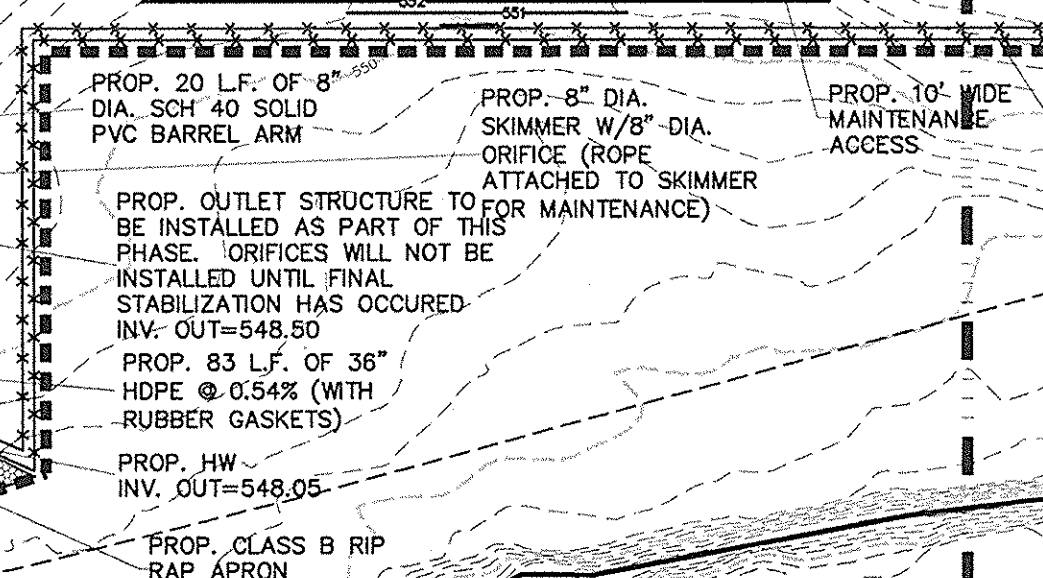 552
551
550
PROP. 20 L.F. OF 8"
DIA. SCH 40 SOLID
PVC BARREL ARM
PROP. 8" DIA.
SKIMMER W/8" DIA.
ORIFICE (ROPE
ATTACHED TO SKIMMER
FOR MAINTENANCE)
PROP. 10' WIDE
MAINTENANCE
ACCESS
PROP. OUTLET STRUCTURE TO
BE INSTALLED AS PART OF THIS
PHASE. ORIFICES WILL NOT BE
INSTALLED UNTIL FINAL
STABILIZATION HAS OCCURED
INV. OUT=548.50
PROP. 83 L.F. OF 36"
HDPE @ 0.54% (WITH
RUBBER GASKETS)
PROP. HW
INV. OUT=548.05
PROP. CLASS B RIP
RAP APRON